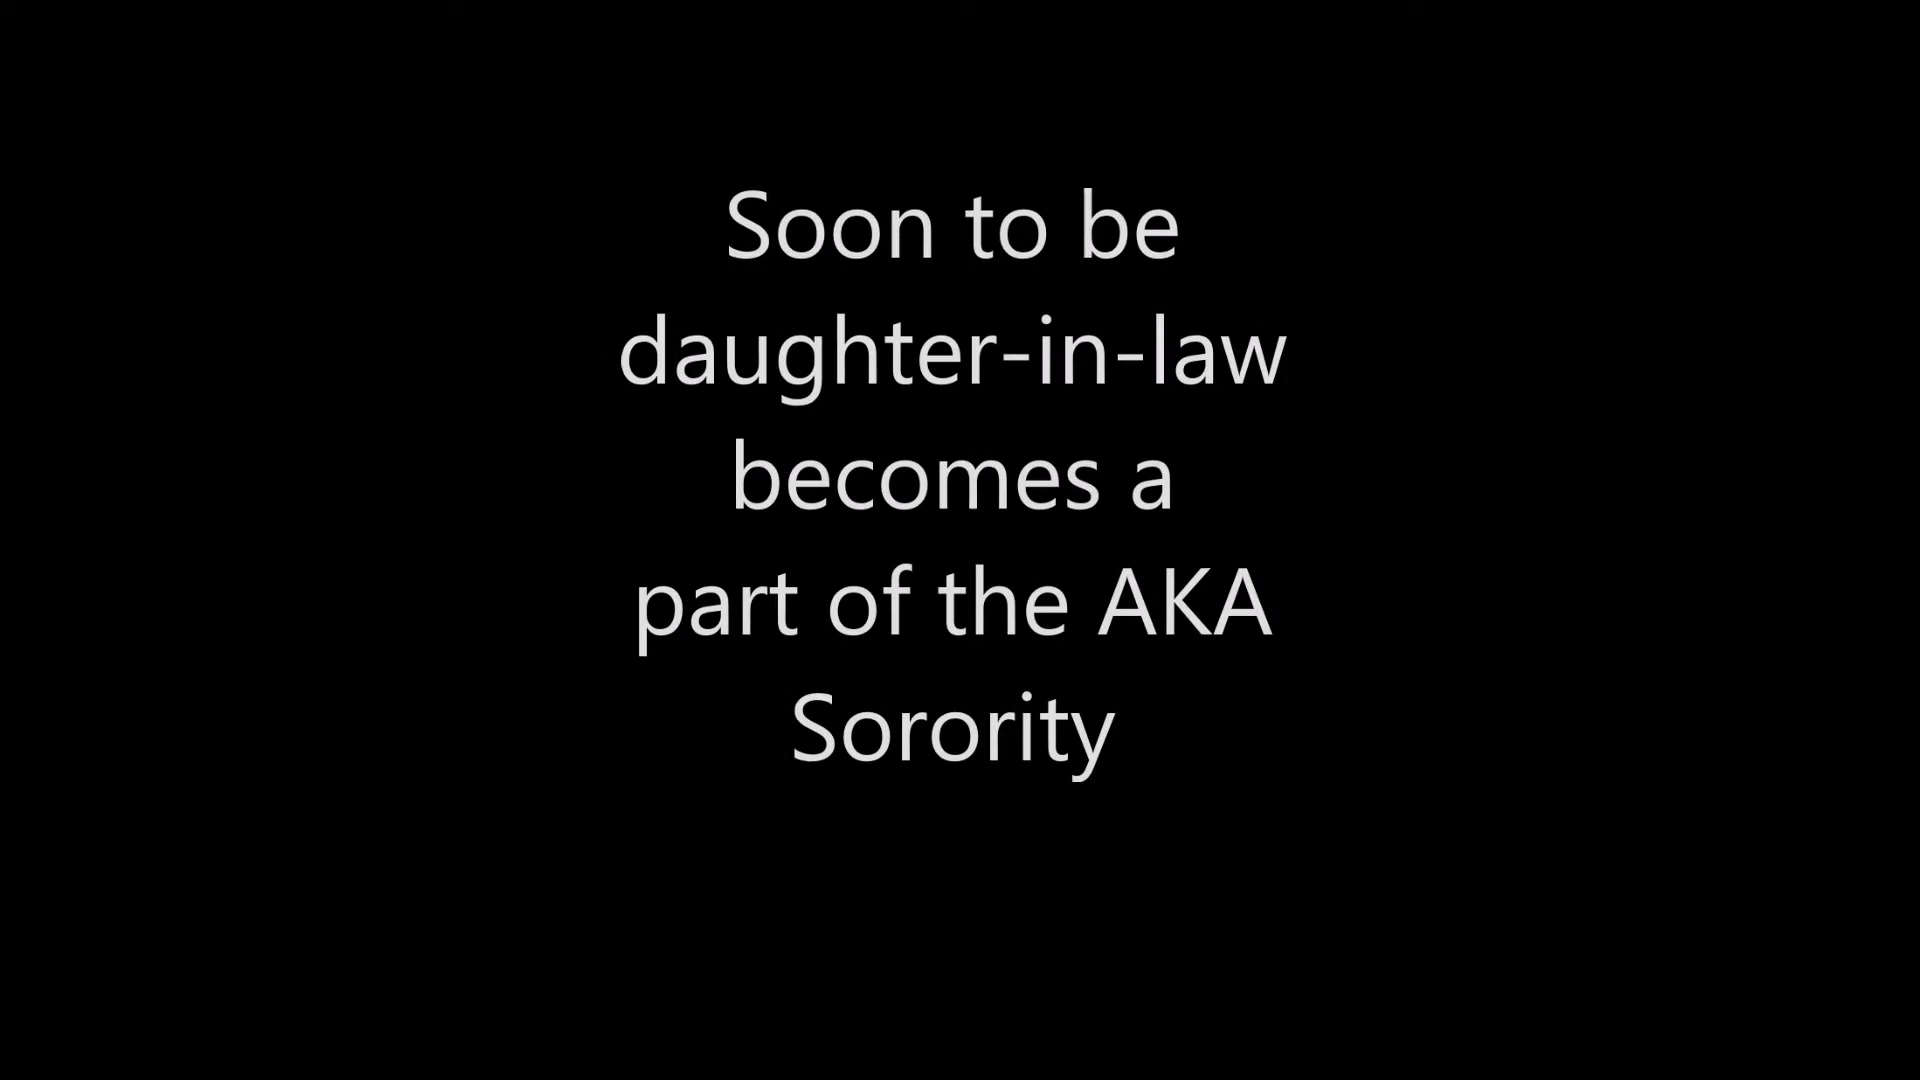 Soon to be
daughter-in-law
becomes a
part of the AKA
Sorority